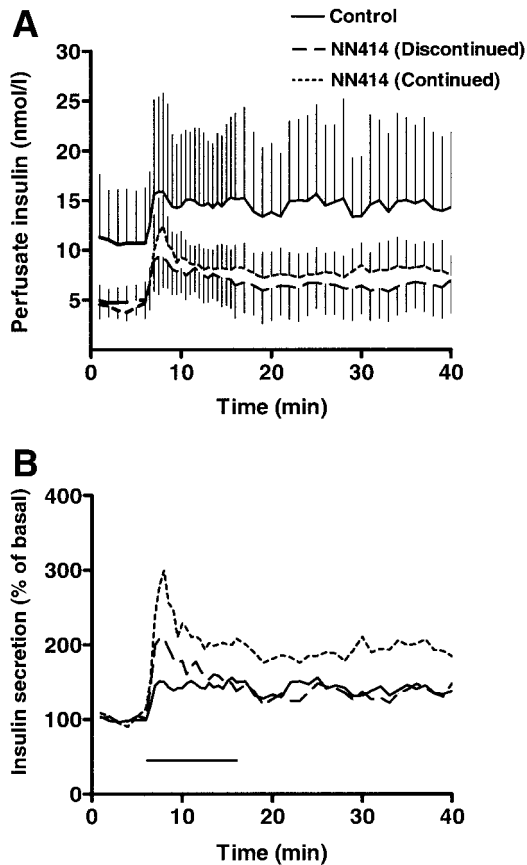 A
Control
NN414 (Discontinued)
NN414 (Continued)
Perfusate insulin (nmol/l)
30
25
20
15
10
5
0 10 20 30 40
Time (min)
B
Insulin secretion (% of basal)
400
300
200
100
0
0 10 20 30 40
Time (min)